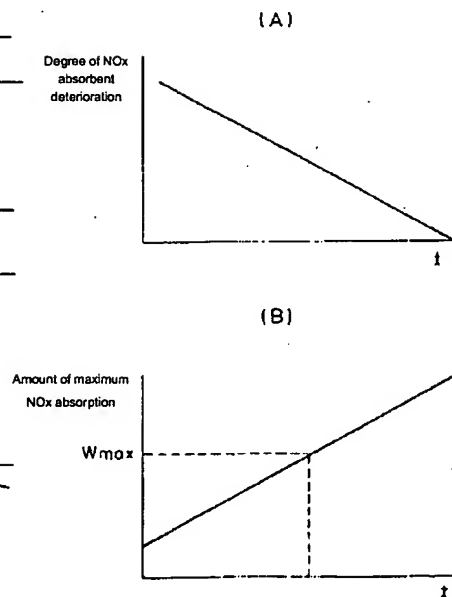 (A)
Degree of NOx
absorbent
deterioration
t
(B)
Amount of maximum
NOx absorption
Wmax
t